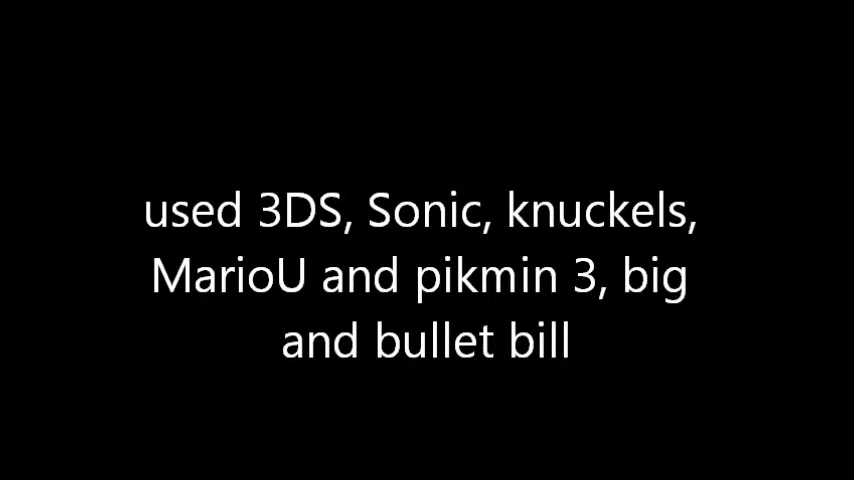 used 3DS, Sonic, knuckels,
MarioU and pikmin 3, big
and bullet bill